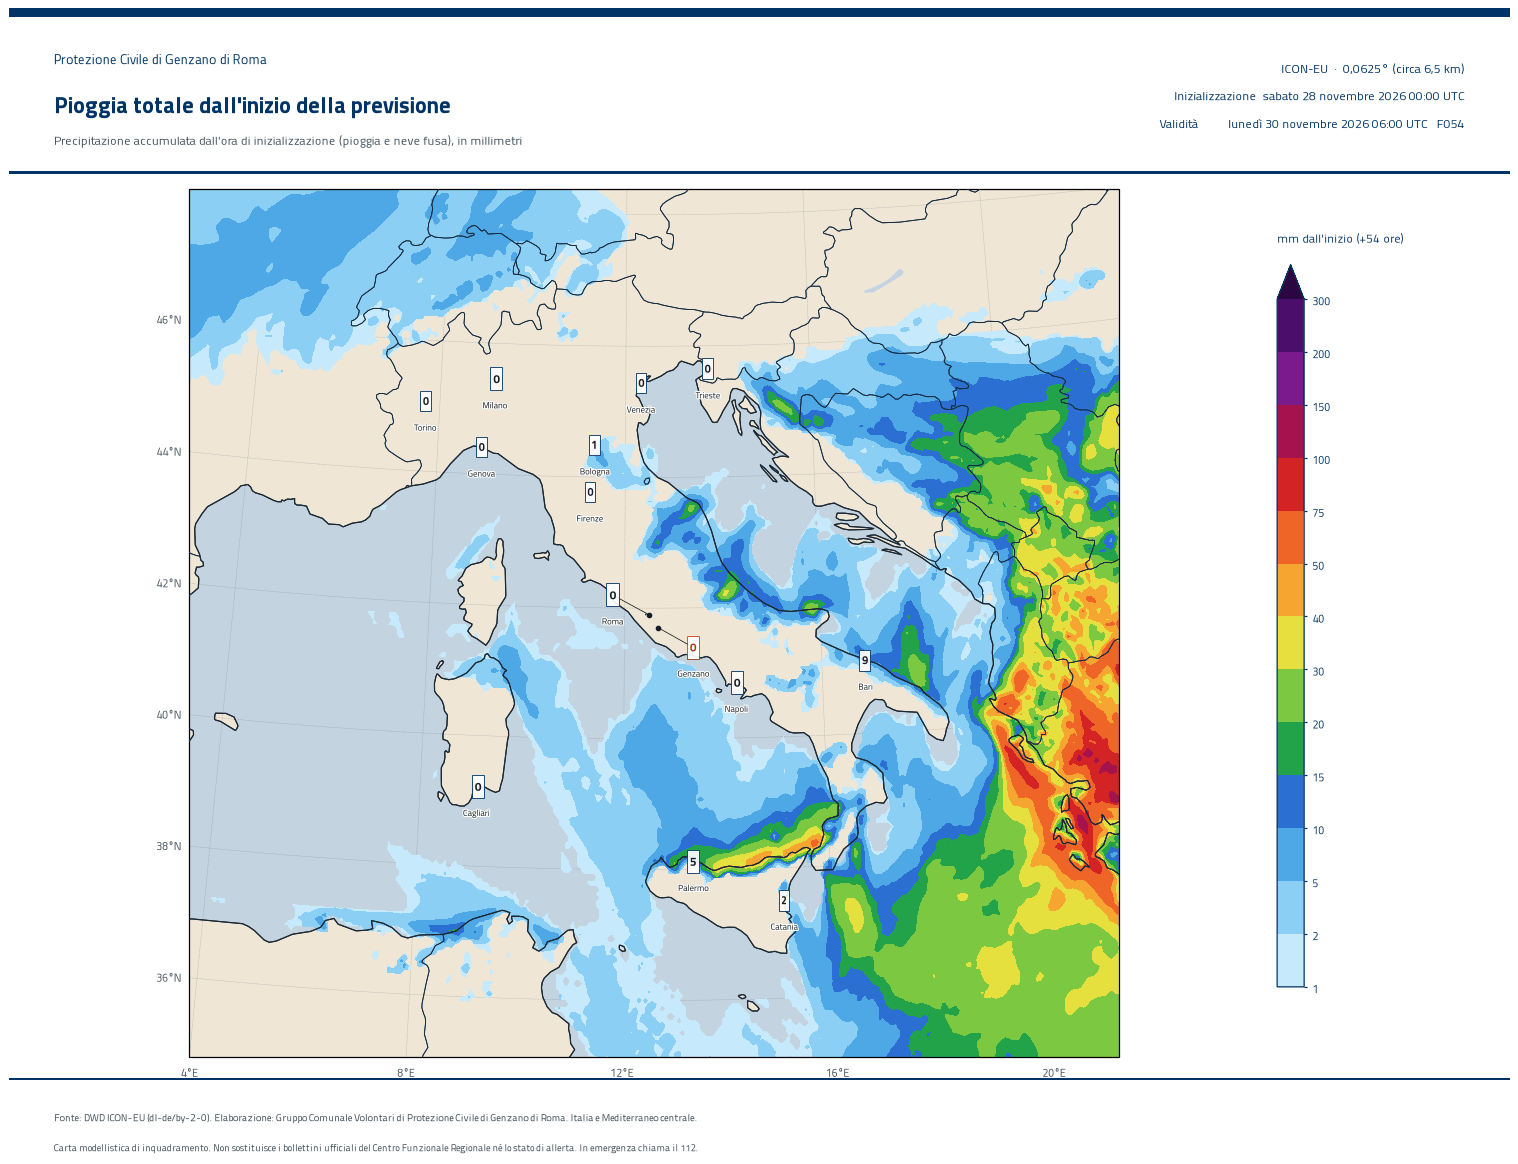 Protezione Civile di Genzano di Roma
Pioggia totale dall'inizio della previsione
Precipitazione accumulata dall'ora di inizializzazione (pioggia e neve fusa), in millimetri
ICON-EU · 0,0625° (circa 6,5 km)
Inizializzazione sabato 28 novembre 2026 00:00 UTC
Validità lunedì 30 novembre 2026 06:00 UTC F054
mm dall'inizio (+54 ore)
300
200
150
100
75
50
40
30
20
15
10
5
2
1
46°N
44°N
42°N
40°N
38°N
36°N
4°E
8°E
12°E
16°E
20°E
0
Trieste
0
Milano
0
Venezia
0
Torino
0
Genova
1
Bologna
0
Firenze
0
Roma
0
Genzano
9
Bari
0
Napoli
0
Cagliari
5
Palermo
2
Catania
Fonte: DWD ICON-EU (dl-de/by-2-0). Elaborazione: Gruppo Comunale Volontari di Protezione Civile di Genzano di Roma. Italia e Mediterraneo centrale.
Carta modellistica di inquadramento. Non sostituisce i bollettini ufficiali del Centro Funzionale Regionale né lo stato di allerta. In emergenza chiama il 112.